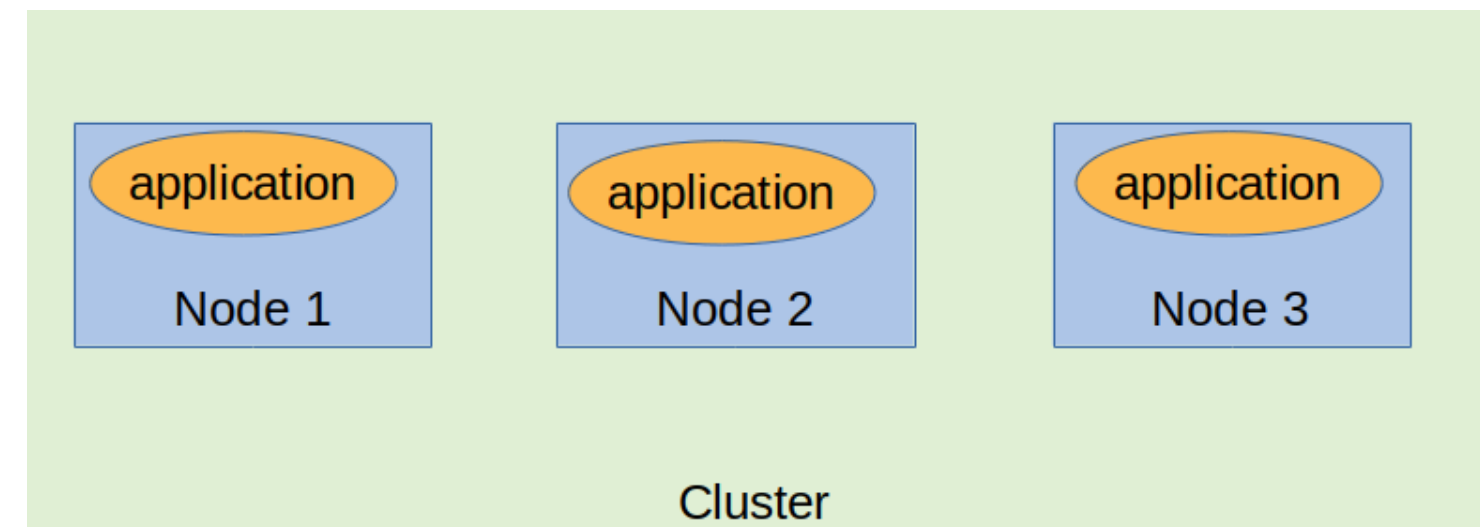 application
application
application
Node 1
Node 2
Node 3
Cluster